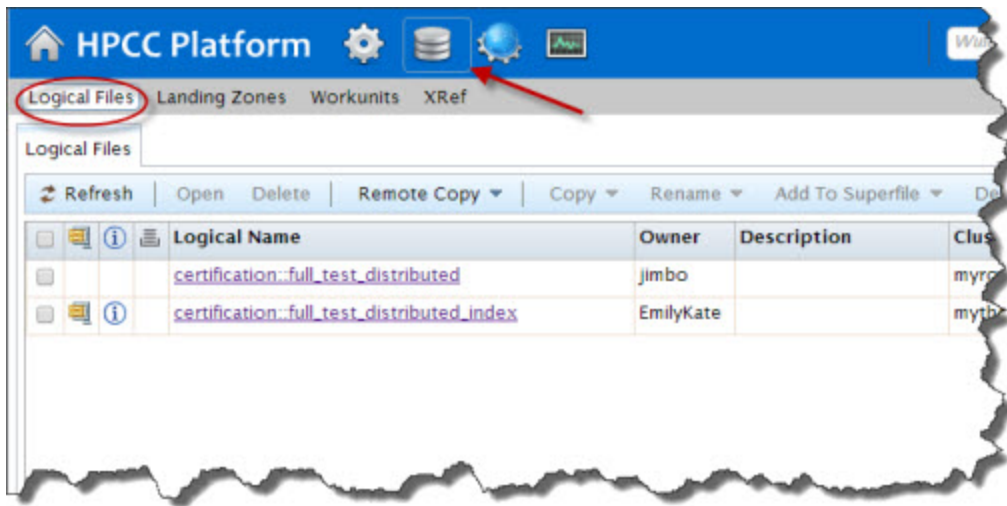 HPCC Platform
Logical Files Landing Zones Workunits XRef
Logical Files
Refresh Open Delete Remote Copy Copy Rename Add To Superfile
Logical Name Owner Description
certification::full_test_distributed jimbo
certification::full_test_distributed_index EmilyKate